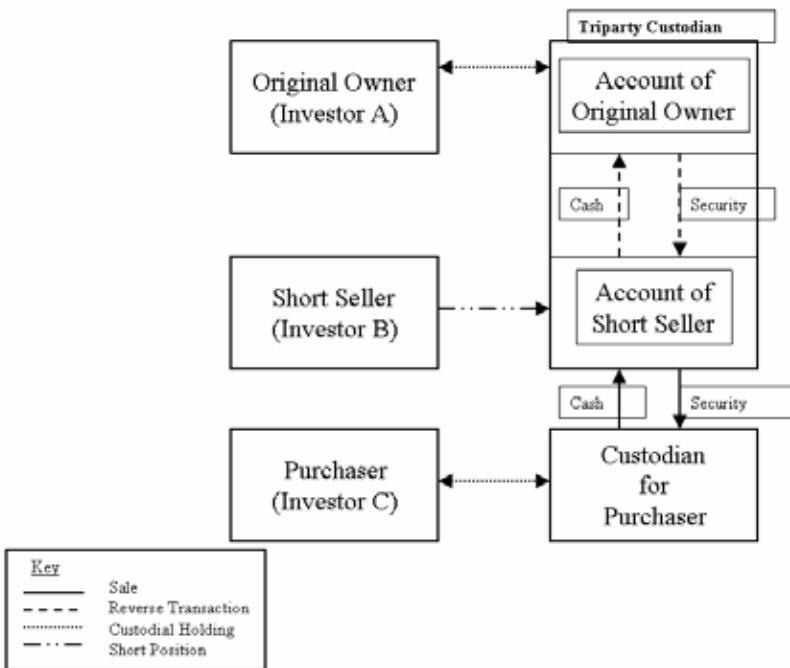 Triparty Custodian
Original Owner
(Investor A)
Account of
Original Owner
Cash
Security
Short Seller
(Investor B)
Account of
Short Seller
Cash
Security
Purchaser
(Investor C)
Custodian
for
Purchaser
Key
Sale
Reverse Transaction
Custodial Holding
Short Position